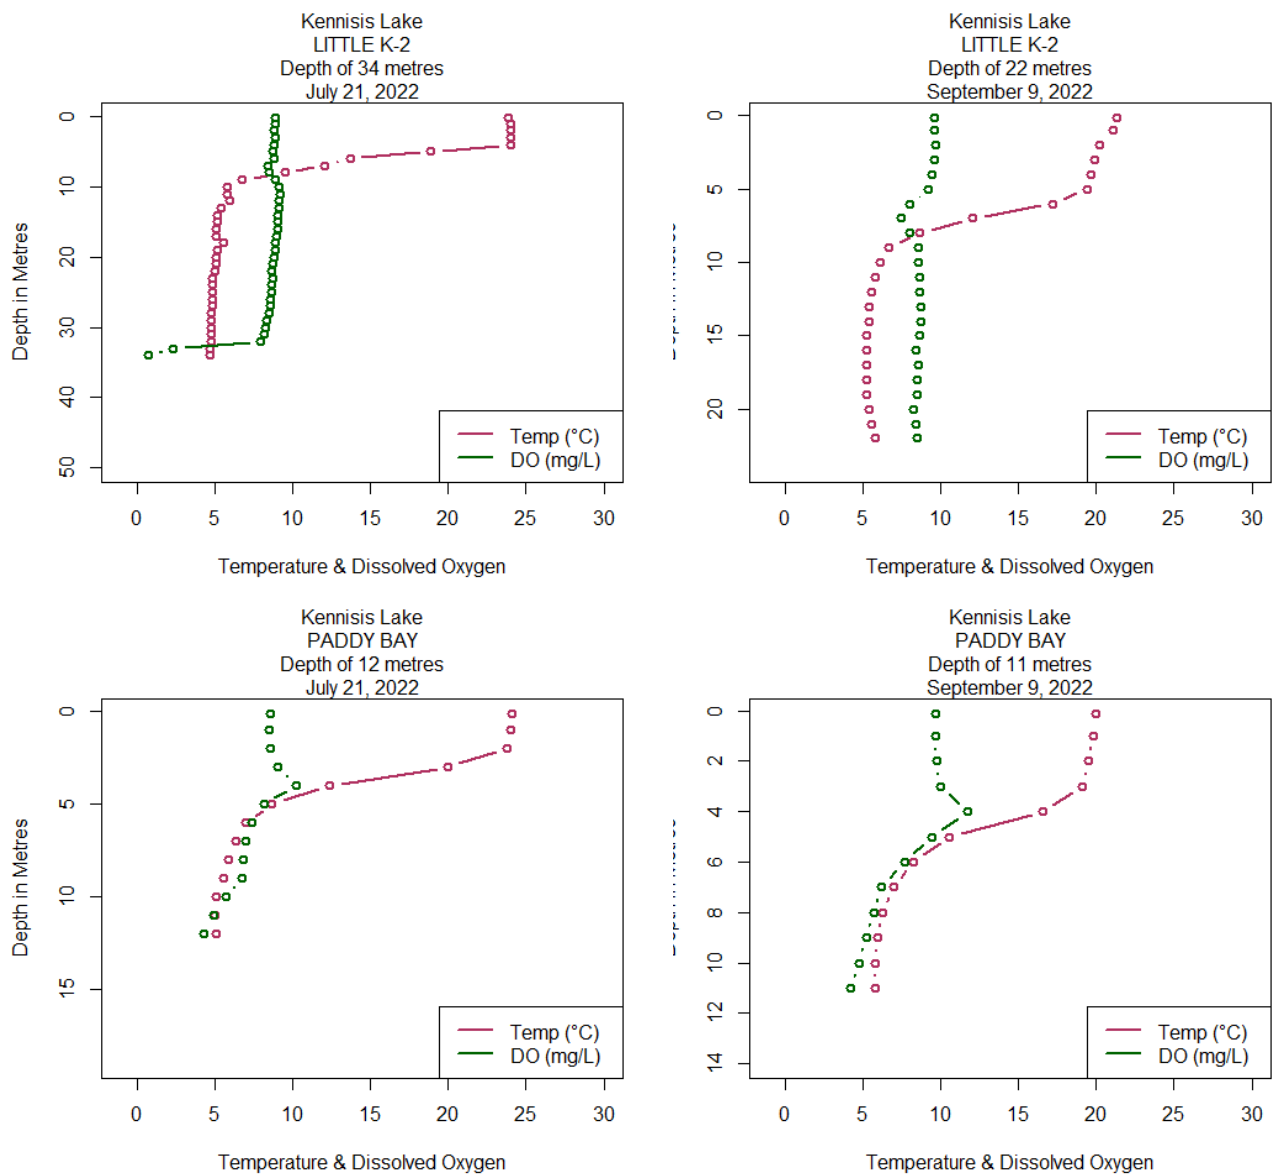 Kennisis Lake
LITTLE K-2
Depth of 34 metres
July 21, 2022
0
10
20
30
40
50
Depth in Metres
Temp (°C)
DO (mg/L)
0 5 10 15 20 25 30
Temperature & Dissolved Oxygen
Kennisis Lake
LITTLE K-2
Depth of 22 metres
September 9, 2022
0
5
10
15
20
Depth in Metres
Temp (°C)
DO (mg/L)
0 5 10 15 20 25 30
Temperature & Dissolved Oxygen
Kennisis Lake
PADDY BAY
Depth of 12 metres
July 21, 2022
0
5
10
15
Depth in Metres
Temp (°C)
DO (mg/L)
0 5 10 15 20 25 30
Temperature & Dissolved Oxygen
Kennisis Lake
PADDY BAY
Depth of 11 metres
September 9, 2022
0
2
4
6
8
10
12
14
Depth in Metres
Temp (°C)
DO (mg/L)
0 5 10 15 20 25 30
Temperature & Dissolved Oxygen